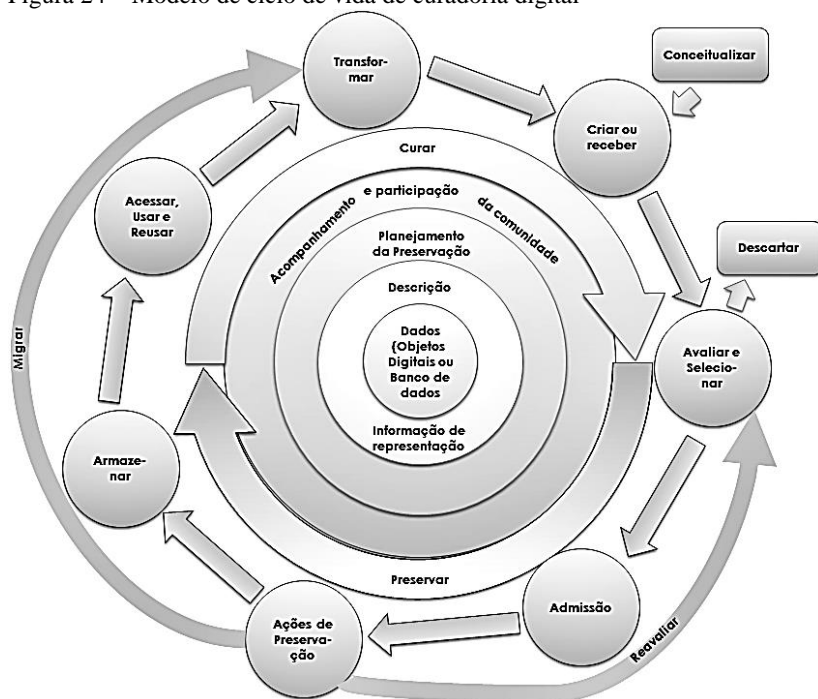 Figura 24 – Modelo de ciclo de vida de curadoria digital
Transfor-
mar
Conceitualizar
Criar ou
receber
Curar
Acessar,
Usar e
Reusar
Acompanhamento
e participação
da comunidade
Planejamento
da Preservação
Descartar
Descrição
Dados
(Objetos
Digitais ou
Banco de
dados
Migrar
Avaliar e
Selecio-
nar
Informação de
representação
Armaze-
nar
Preservar
Admissão
Ações de
Preserva-
ção
Reavaliar